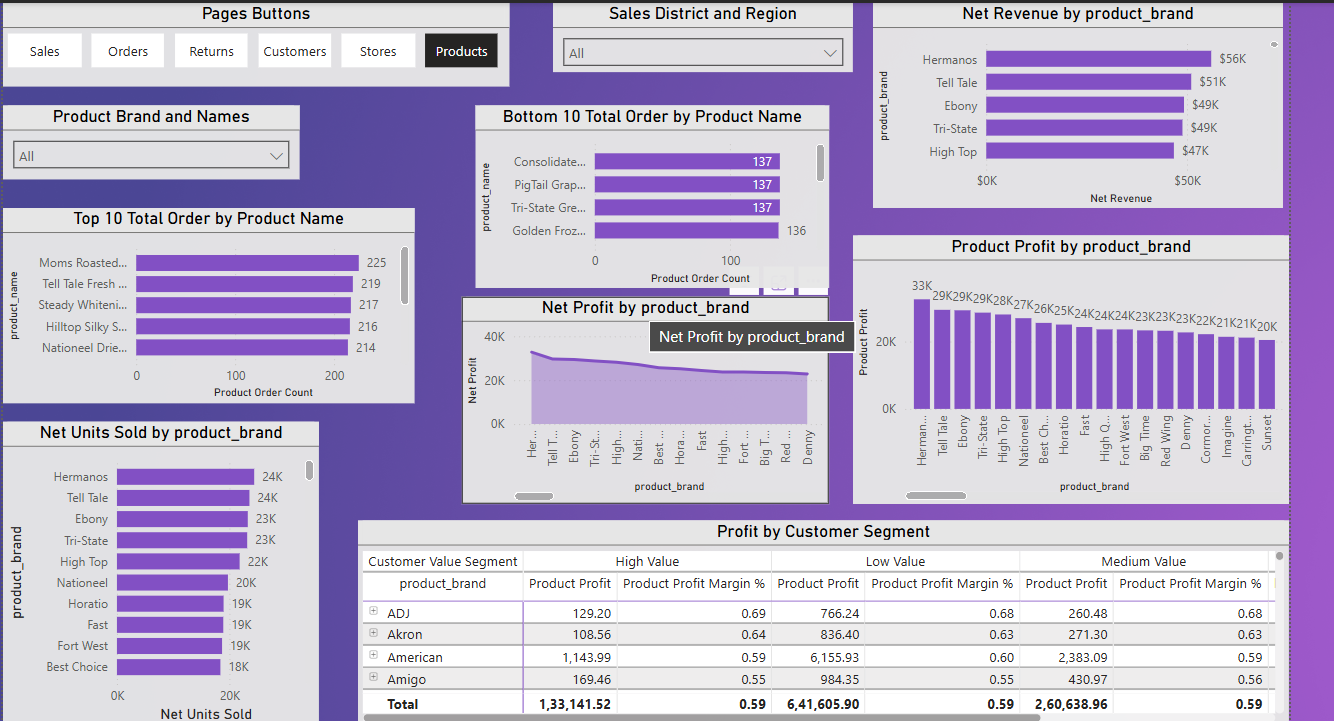 Pages Buttons
Sales Orders Returns Customers Stores Products
Sales District and Region
All
Net Revenue by product_brand
product_brand
Hermanos $56K
Tell Tale $51K
Ebony $49K
Tri-State $49K
High Top $47K
$0K $50K
Net Revenue
Product Brand and Names
All
Bottom 10 Total Order by Product Name
product_name
Consolidate... 137
PigTail Grap... 137
Tri-State Gre... 137
Golden Froz... 136
0 100
Product Order Count
Top 10 Total Order by Product Name
product_name
Moms Roasted... 225
Tell Tale Fresh ... 219
Steady Whiteni... 217
Hilltop Silky S... 216
Nationeel Drie... 214
0 100 200
Product Order Count
Net Profit by product_brand
Net Profit by product_brand
Net Profit
40K
20K
0K
Her... Tell T... Ebony Tri-St... High... Nati... Best ... Hora... Fast High... Fort ... Big T... Red ... Denny
product_brand
Product Profit by product_brand
Product Profit
33K 29K 29K 29K 28K 27K 26K 25K 24K 24K 24K 23K 23K 23K 22K 21K 21K 20K
20K
0K
Herman... Tell Tale Ebony Tri-State High Top Nationeel Best Ch... Horatio Fast High Q... Fort West Big Time Red Wing Denny Cormor... Imagine Caringt... Sunset
product_brand
Net Units Sold by product_brand
product_brand
Hermanos 24K
Tell Tale 24K
Ebony 23K
Tri-State 23K
High Top 22K
Nationeel 20K
Horatio 19K
Fast 19K
Fort West 19K
Best Choice 18K
0K 20K
Net Units Sold
Profit by Customer Segment
Customer Value Segment High Value Low Value Medium Value
product_brand Product Profit Product Profit Margin % Product Profit Product Profit Margin % Product Profit Product Profit Margin %
ADJ 129.20 0.69 766.24 0.68 260.48 0.68
Akron 108.56 0.64 836.40 0.63 271.30 0.63
American 1,143.99 0.59 6,155.93 0.60 2,383.09 0.59
Amigo 169.46 0.55 984.35 0.55 430.97 0.56
Total 1,33,141.52 0.59 6,41,605.90 0.59 2,60,638.96 0.59